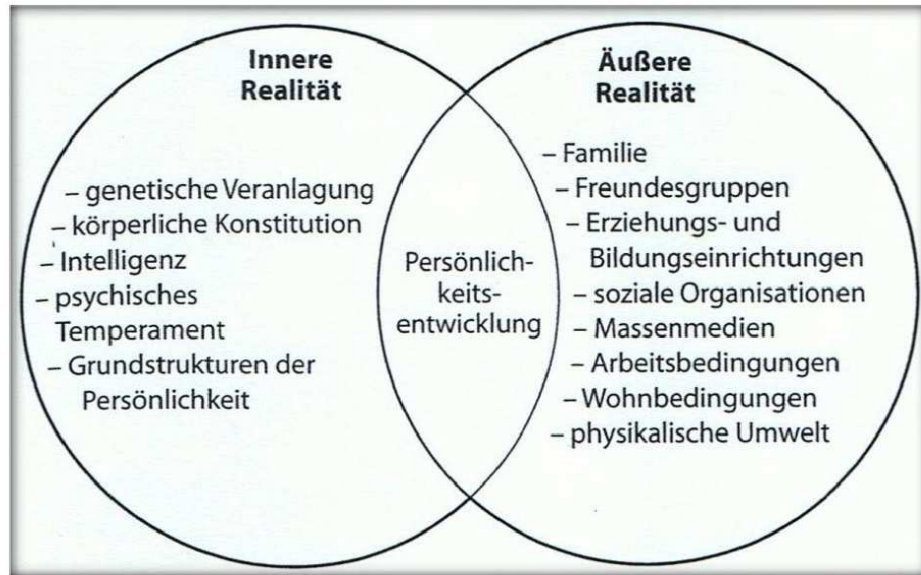 Innere
Realität
– genetische Veranlagung
– körperliche Konstitution
– Intelligenz
– psychisches
Temperament
– Grundstrukturen der
Persönlichkeit
Persönlich-
keits-
entwicklung
Äußere
Realität
– Familie
– Freundesgruppen
– Erziehungs- und
Bildungseinrichtungen
– soziale Organisationen
– Massenmedien
– Arbeitsbedingungen
– Wohnbedingungen
– physikalische Umwelt